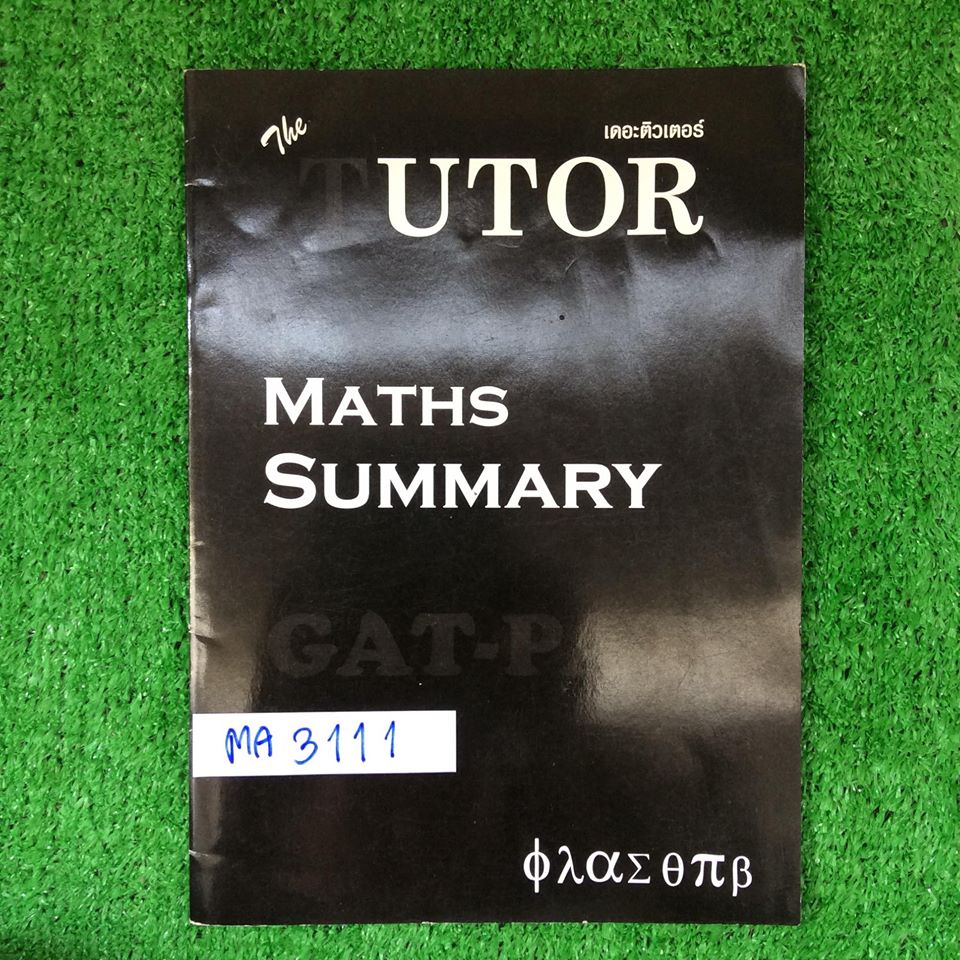 The
เดอะติวเตอร์
TUTOR
MATHS
SUMMARY
GAT-P
MA 3111
ϕλαΣθπβ